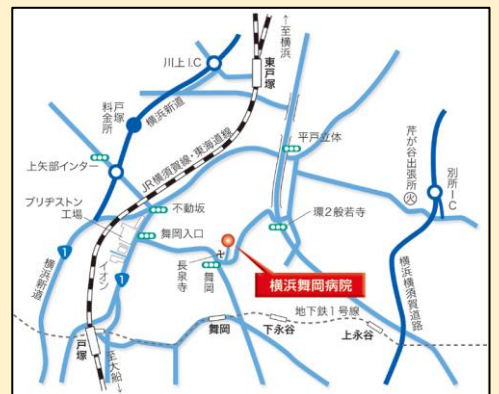 ←至横浜
川上I.C
東戸塚
戸塚
料金所
横浜新道
平戸立体
上矢部インター
JR横須賀線・東海道線
芹が谷出張所
火
別所IC
ブリヂストン
工場
不動坂
環2般若寺
舞岡入口
1
横浜新道
イオン
1
長泉寺
舞岡
横浜舞岡病院
横浜横須賀道路
地下鉄1号線
戸塚
舞岡
下永谷
上永谷
至大船→